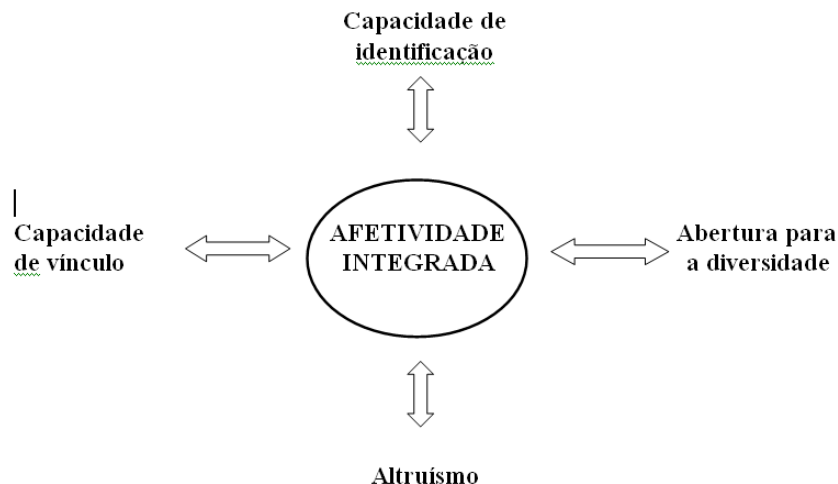 Capacidade de
identificação
Capacidade
de vínculo
AFETIVIDADE
INTEGRADA
Abertura para
a diversidade
Altruísmo